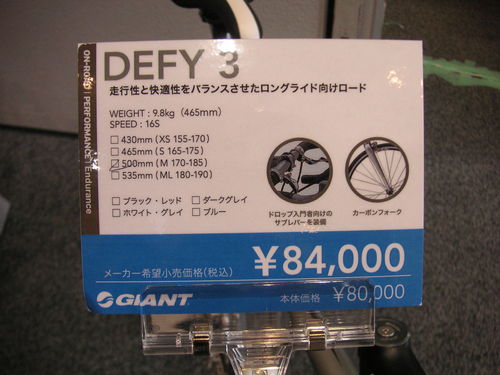 DEFY 3
走行性と快適性をバランスさせたロングライド向けロード
ON-ROAD | PERFORMANCE | Endurance
WEIGHT : 9.8kg (465mm)
SPEED : 16S
430mm (XS 155-170)
465mm (S 165-175)
500mm (M 170-185)
535mm (ML 180-190)
ブラック・レッド ダークグレイ
ホワイト・グレイ ブルー
ドロップ入門者向けの
サブレバーを装備
カーボンフォーク
メーカー希望小売価格(税込) ¥84,000
GIANT 本体価格 ¥80,000